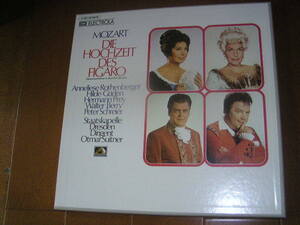 ELECTROLA
MOZART
DIE HOCHZEIT
DES
FIGARO
Anneliese Rothenberger
Hilde Güden
Hermann Prey
Walter Berry
Peter Schreier
Staatskapelle
Dresden
Dirigent
Otmar Suitner